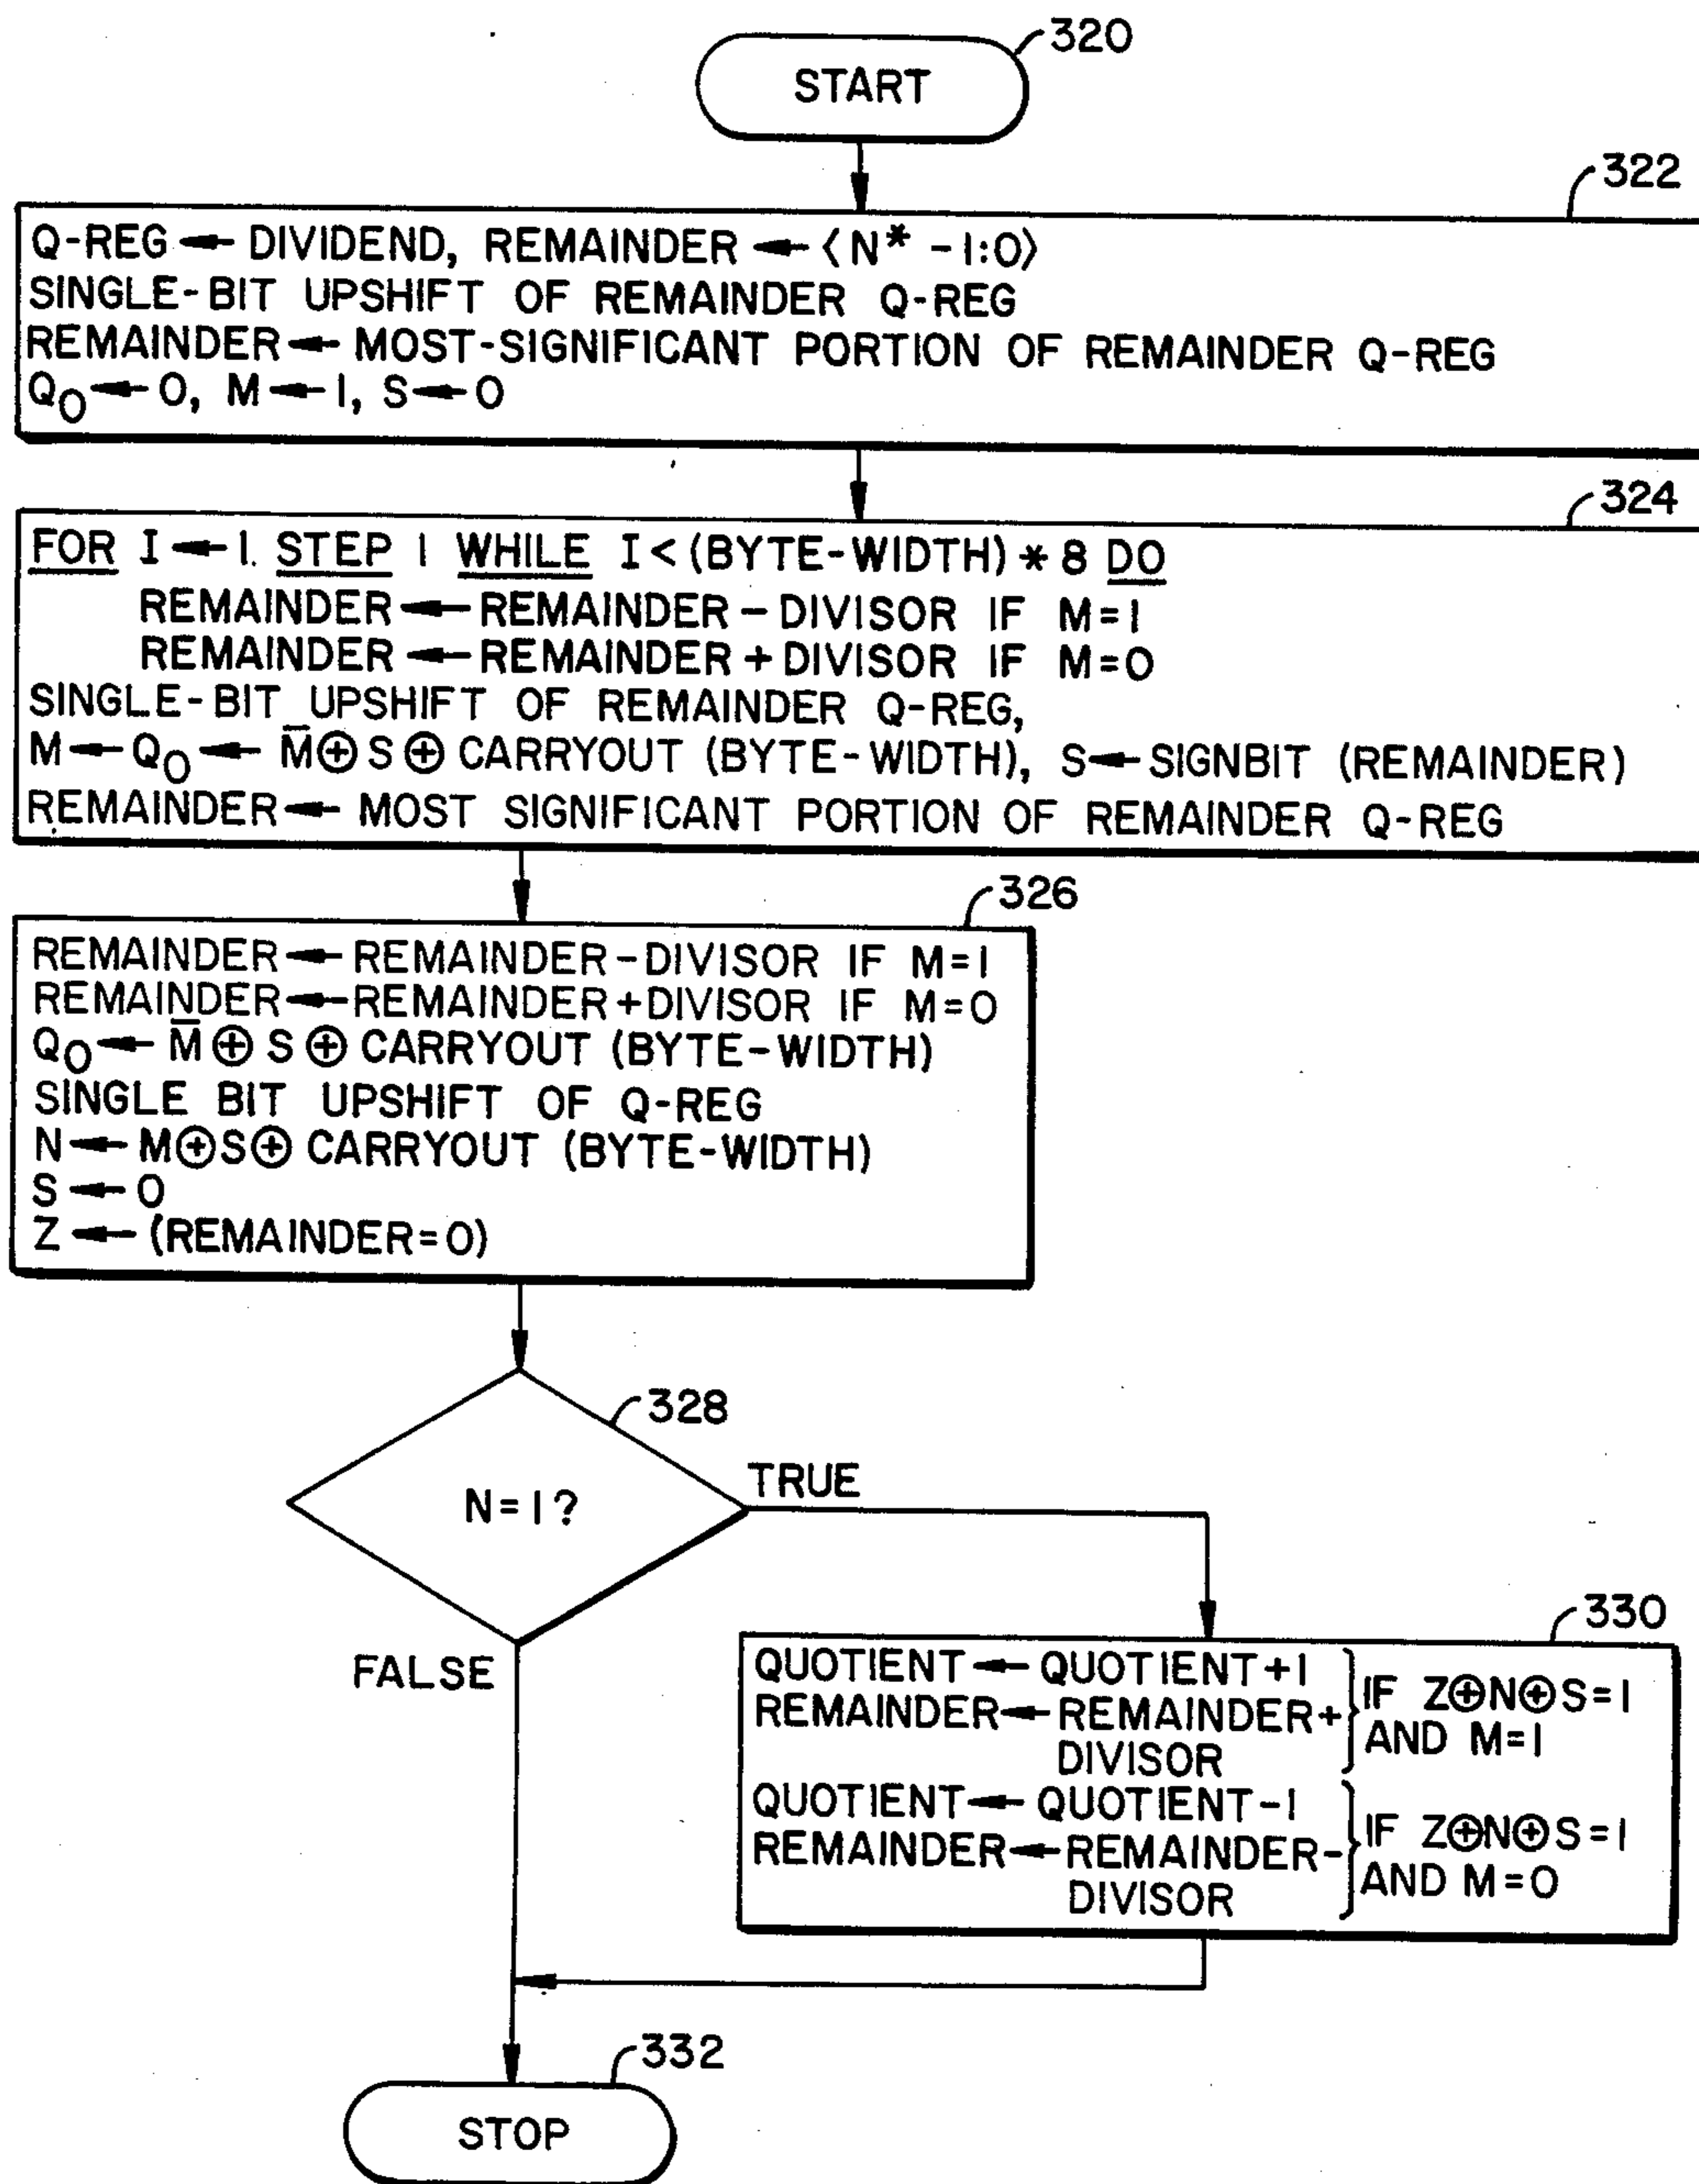 320
START
322
Q-REG ← DIVIDEND, REMAINDER ← ⟨N* -1:0⟩
SINGLE-BIT UPSHIFT OF REMAINDER Q-REG
REMAINDER ← MOST-SIGNIFICANT PORTION OF REMAINDER Q-REG
Q₀ ← 0, M ← 1, S ← 0
324
FOR I ← 1. STEP 1 WHILE I < (BYTE-WIDTH) * 8 DO
REMAINDER ← REMAINDER - DIVISOR IF M=1
REMAINDER ← REMAINDER + DIVISOR IF M=0
SINGLE-BIT UPSHIFT OF REMAINDER Q-REG,
M ← Q₀ ← M̅ ⊕ S ⊕ CARRYOUT (BYTE-WIDTH), S ← SIGNBIT (REMAINDER)
REMAINDER ← MOST SIGNIFICANT PORTION OF REMAINDER Q-REG
326
REMAINDER ← REMAINDER - DIVISOR IF M=1
REMAINDER ← REMAINDER + DIVISOR IF M=0
Q₀ ← M̅ ⊕ S ⊕ CARRYOUT (BYTE-WIDTH)
SINGLE BIT UPSHIFT OF Q-REG
N ← M ⊕ S ⊕ CARRYOUT (BYTE-WIDTH)
S ← 0
Z ← (REMAINDER=0)
328
N=1?
TRUE
FALSE
330
QUOTIENT ← QUOTIENT+1
REMAINDER ← REMAINDER+
DIVISOR
IF Z⊕N⊕S=1
AND M=1
QUOTIENT ← QUOTIENT-1
REMAINDER ← REMAINDER-
DIVISOR
IF Z⊕N⊕S=1
AND M=0
332
STOP